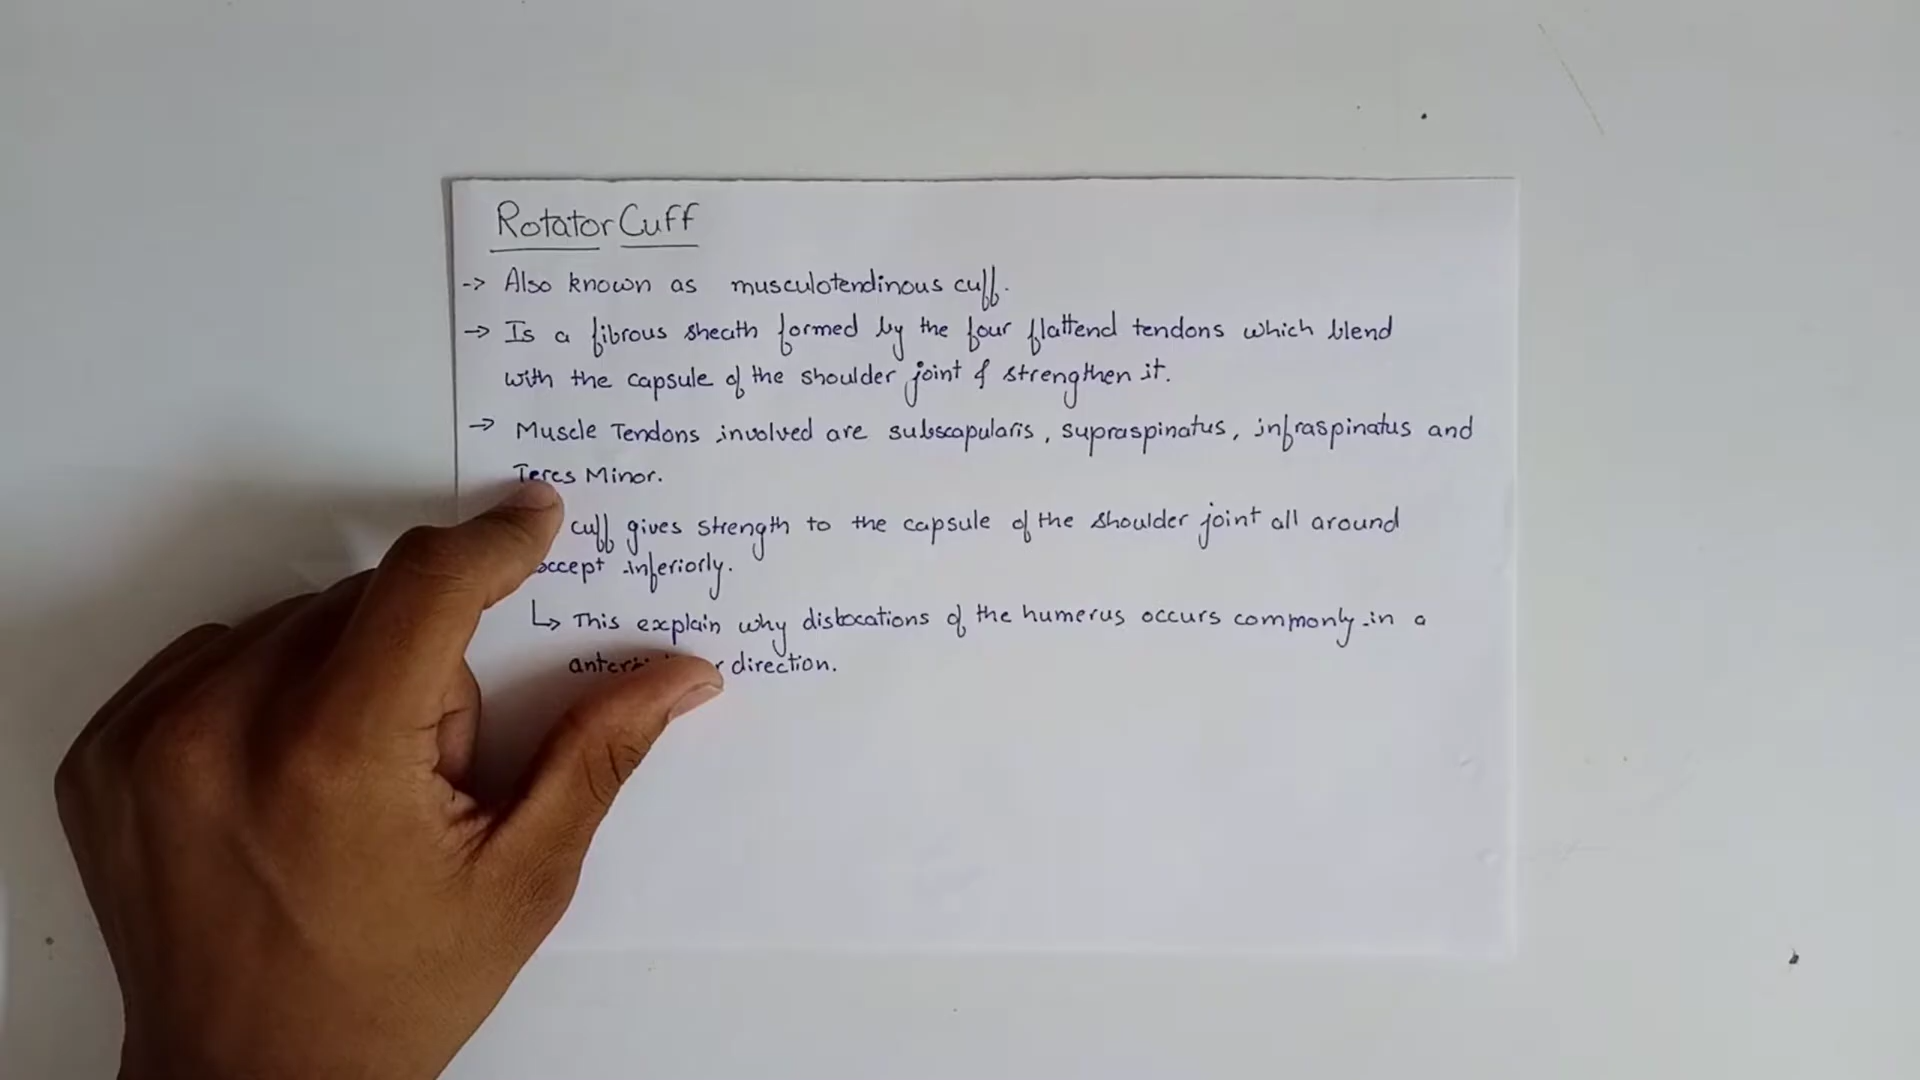 Rotator Cuff
-> Also known as musculotendinous cuff.
-> Is a fibrous sheath formed by the four flattend tendons which blend
with the capsule of the shoulder joint & strengthen it.
-> Muscle Tendons involved are subscapularis, supraspinatus, infraspinatus and
Teres Minor.
cuff gives strength to the capsule of the shoulder joint all around
inferiorly.
↳ This explain why dislocations of the humerus occurs commonly in a
direction.